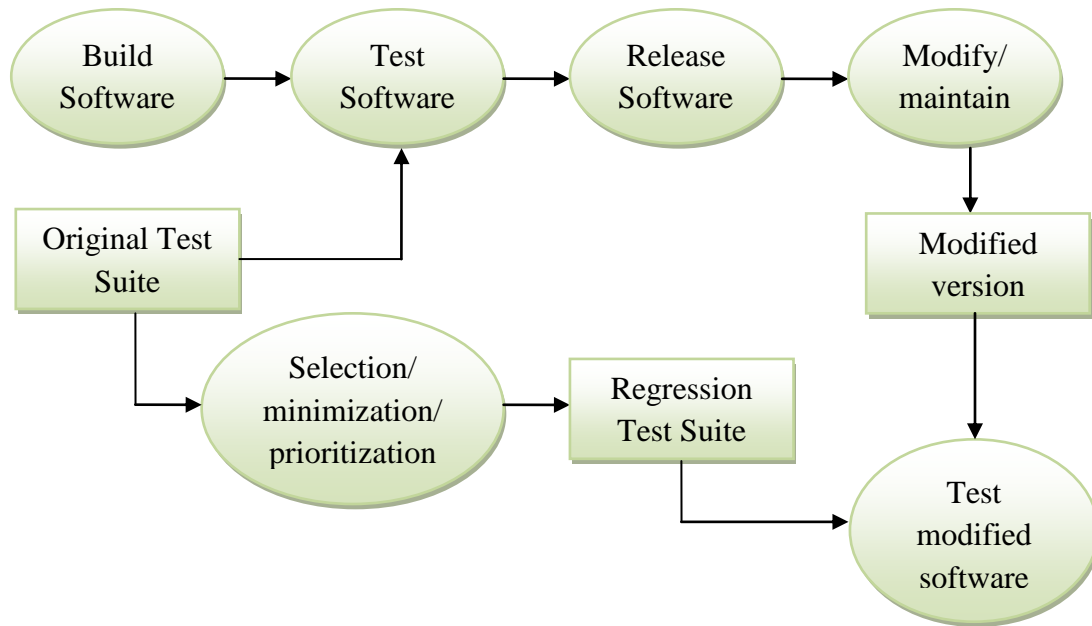 Build
Software
Test
Software
Release
Software
Modify/
maintain
Original Test
Suite
Modified
version
Selection/
minimization/
prioritization
Regression
Test Suite
Test
modified
software